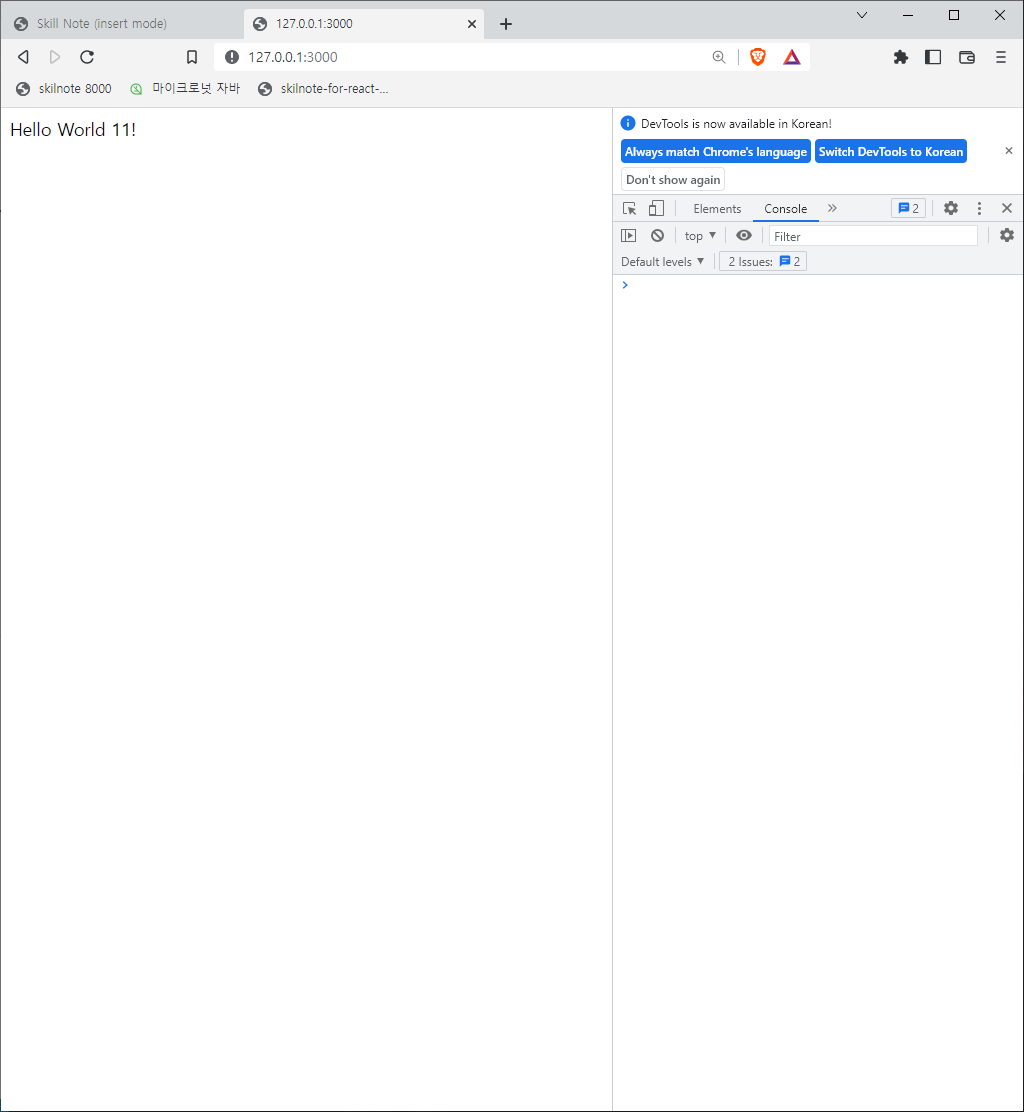 Skill Note (insert mode)
127.0.0.1:3000
127.0.0.1:3000
skilnote 8000
마이크로넛 자바
skilnote-for-react-...
Hello World 11!
DevTools is now available in Korean!
Always match Chrome's language
Switch DevTools to Korean
Don't show again
Elements
Console
2
top
Filter
Default levels
2 Issues:
2